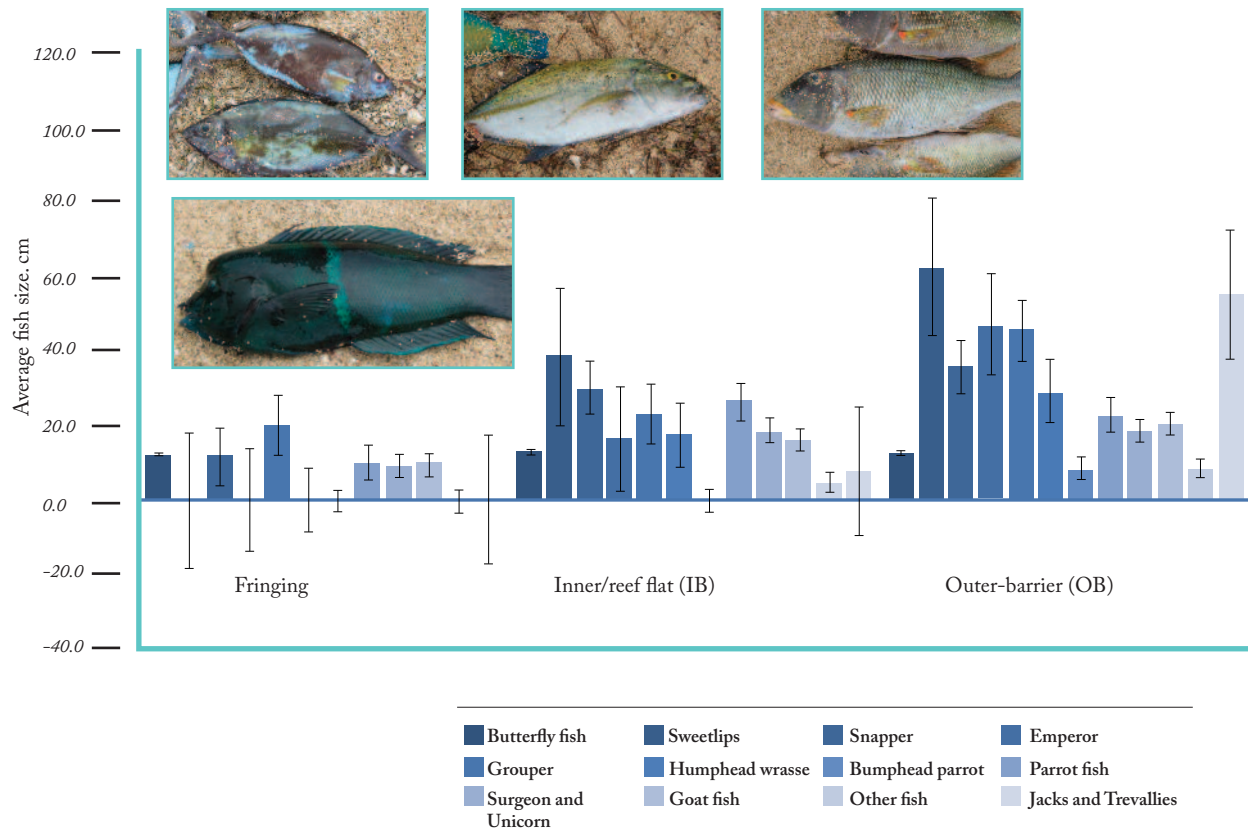 120.0
100.0
80.0
60.0
40.0
20.0
0.0
-20.0
-40.0
Average fish size. cm
Fringing
Inner/reef flat (IB)
Outer-barrier (OB)
Butterfly fish
Sweetlips
Snapper
Emperor
Grouper
Humphead wrasse
Bumphead parrot
Parrot fish
Surgeon and
Unicorn
Goat fish
Other fish
Jacks and Trevallies